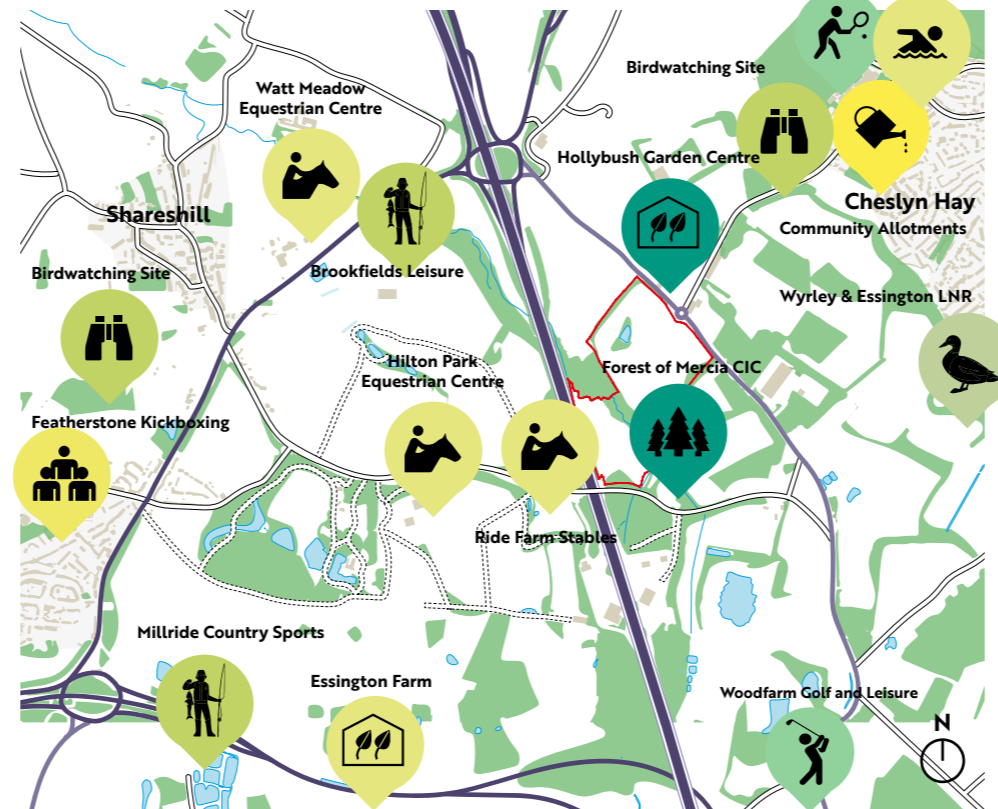 Birdwatching Site
Watt Meadow
Equestrian Centre
Hollybush Garden Centre
Shareshill
Cheslyn Hay
Community Allotments
Birdwatching Site
Brookfields Leisure
Wyrley & Essington LNR
Hilton Park
Equestrian Centre
Forest of Mercia CIC
Featherstone Kickboxing
Ride Farm Stables
Millride Country Sports
Essington Farm
Woodfarm Golf and Leisure
N